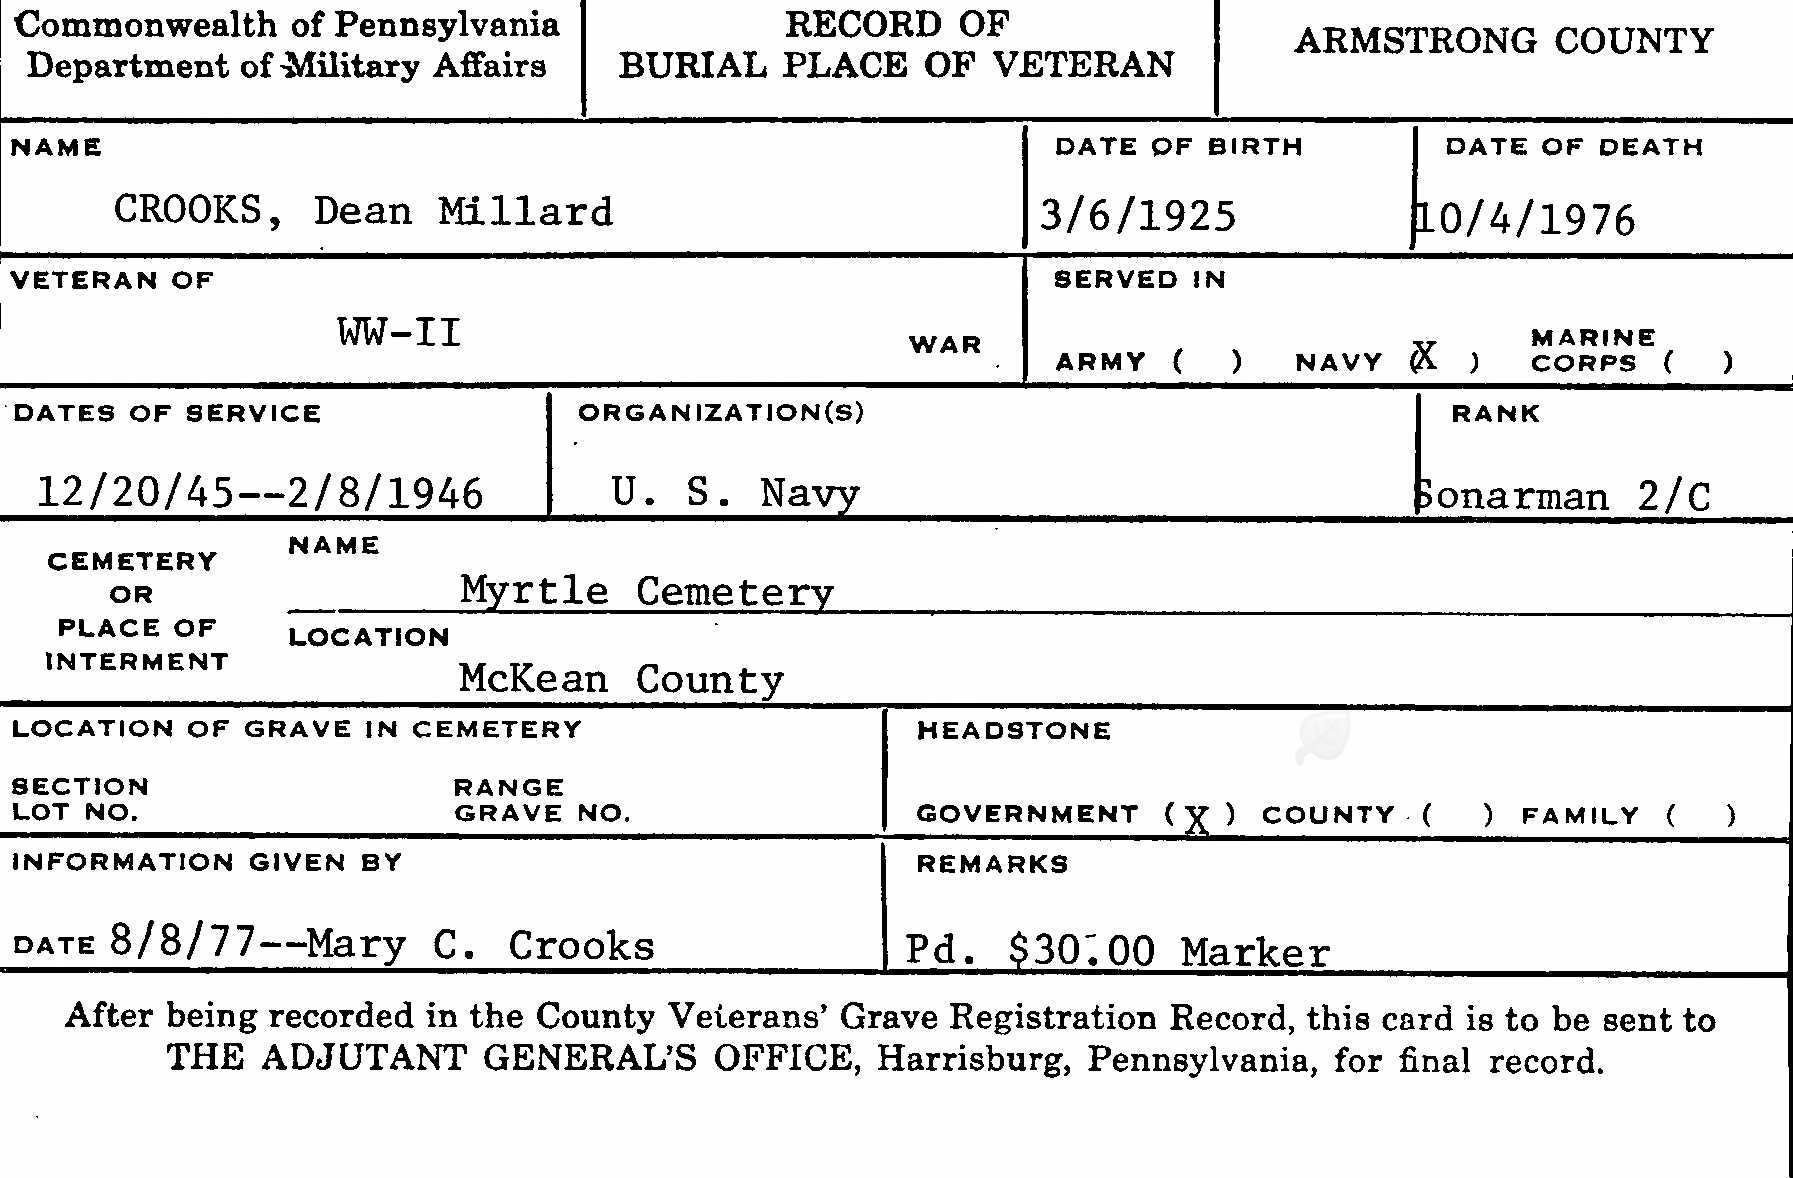 Commonwealth of Pennsylvania
Department of Military Affairs
RECORD OF
BURIAL PLACE OF VETERAN
ARMSTRONG COUNTY
NAME
CROOKS, Dean Millard
DATE OF BIRTH
3/6/1925
DATE OF DEATH
10/4/1976
VETERAN OF
WW-II
WAR
SERVED IN
ARMY ( ) NAVY (X ) MARINE CORPS ( )
DATES OF SERVICE
12/20/45--2/8/1946
ORGANIZATION(S)
U. S. Navy
RANK
Sonarman 2/C
CEMETERY
OR
PLACE OF
INTERMENT
NAME
Myrtle Cemetery
LOCATION
McKean County
LOCATION OF GRAVE IN CEMETERY
SECTION RANGE
LOT NO. GRAVE NO.
HEADSTONE
GOVERNMENT (X) COUNTY ( ) FAMILY ( )
INFORMATION GIVEN BY
DATE 8/8/77--Mary C. Crooks
REMARKS
Pd. $30.00 Marker
After being recorded in the County Veterans' Grave Registration Record, this card is to be sent to
THE ADJUTANT GENERAL'S OFFICE, Harrisburg, Pennsylvania, for final record.